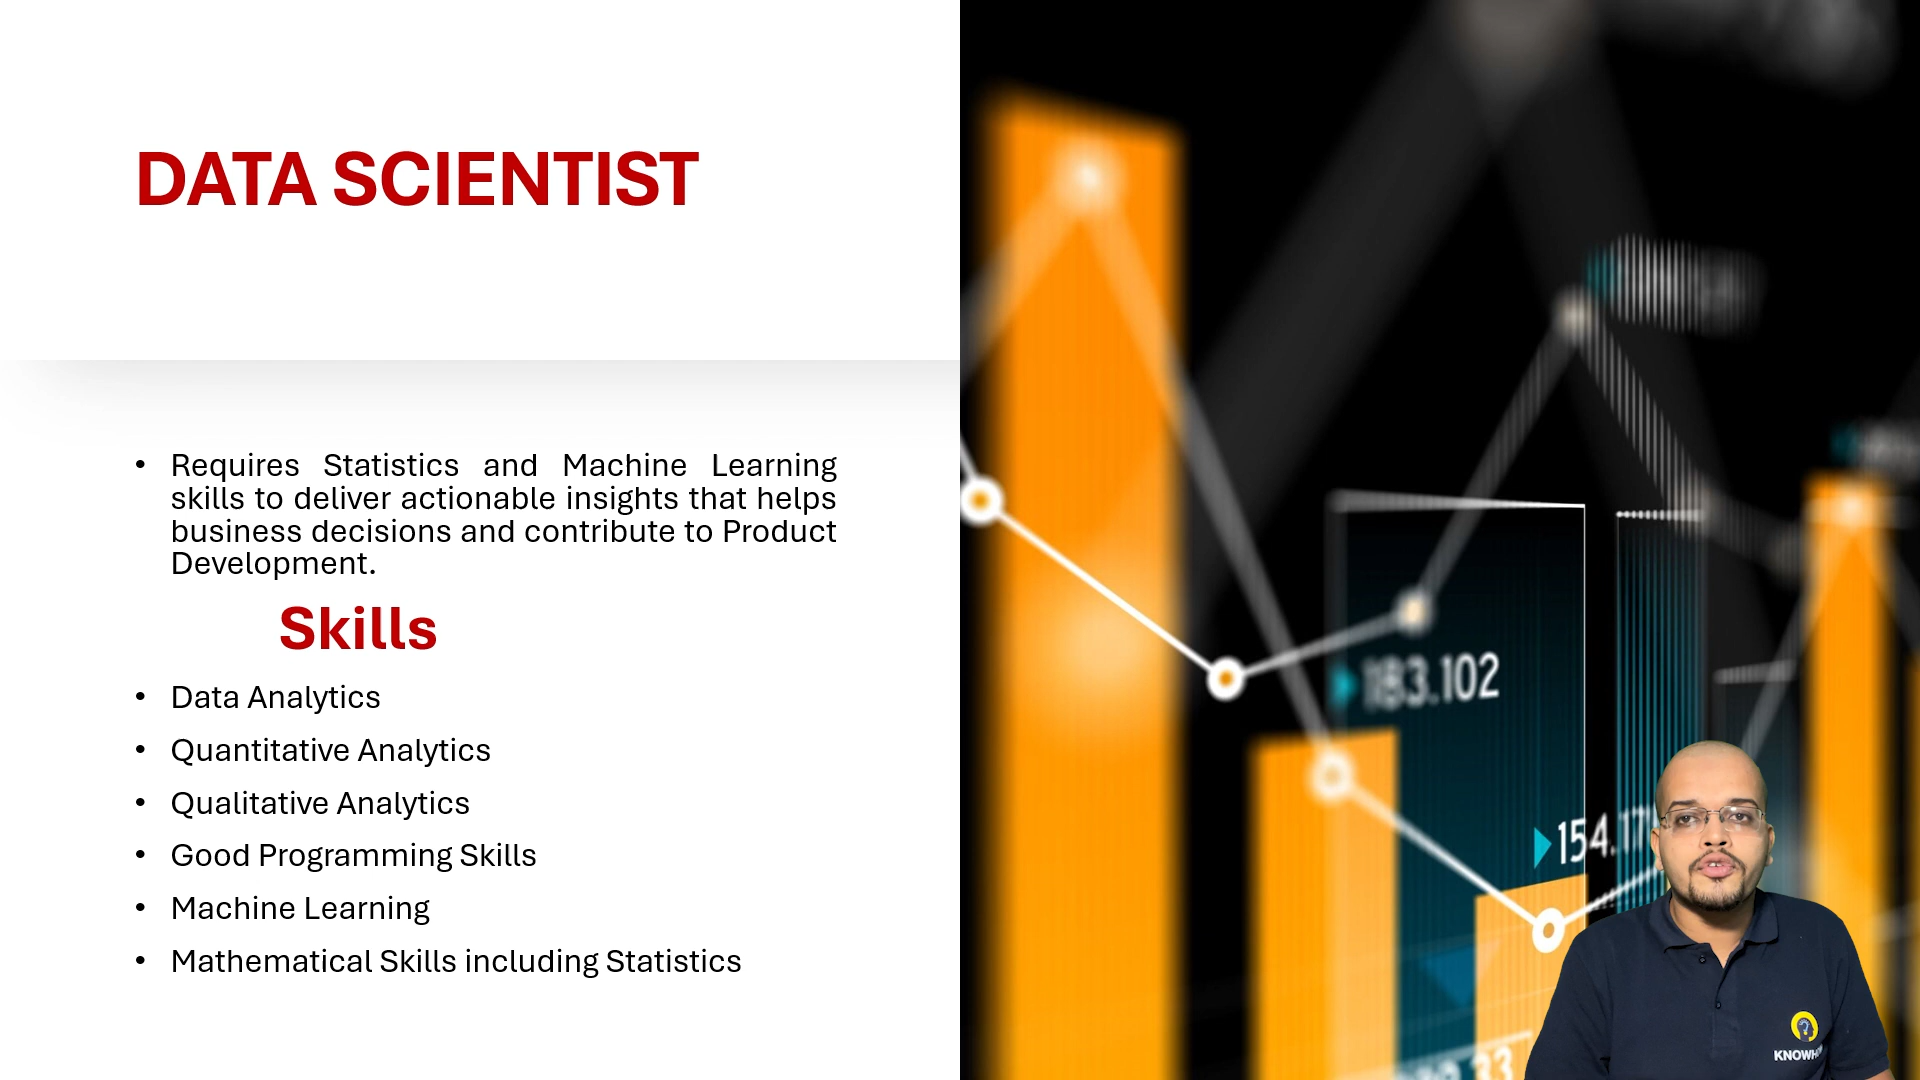 DATA SCIENTIST
• Requires Statistics and Machine Learning
skills to deliver actionable insights that helps
business decisions and contribute to Product
Development.
Skills
• Data Analytics
• Quantitative Analytics
• Qualitative Analytics
• Good Programming Skills
• Machine Learning
• Mathematical Skills including Statistics
183.102